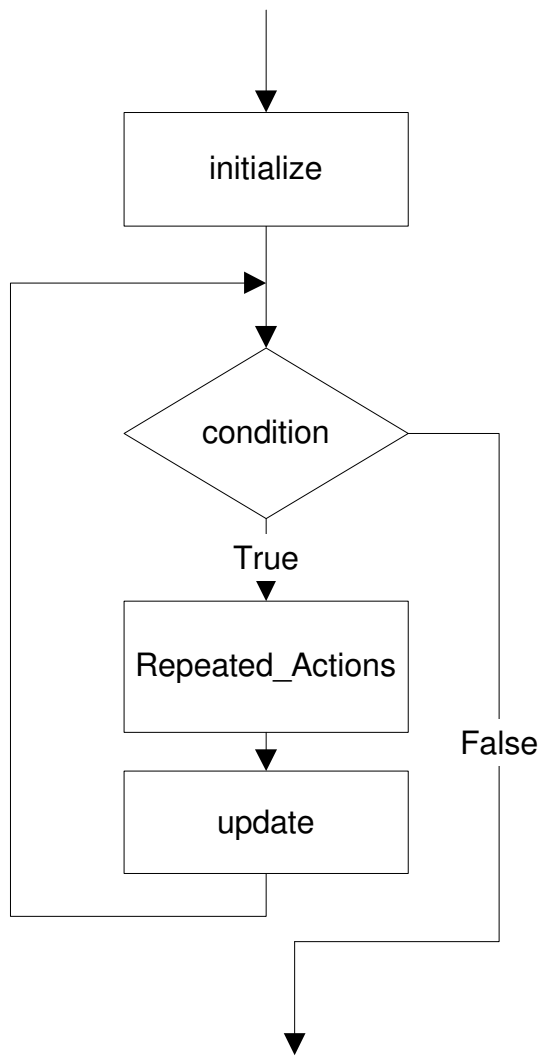 initialize
condition
True
Repeated_Actions
False
update